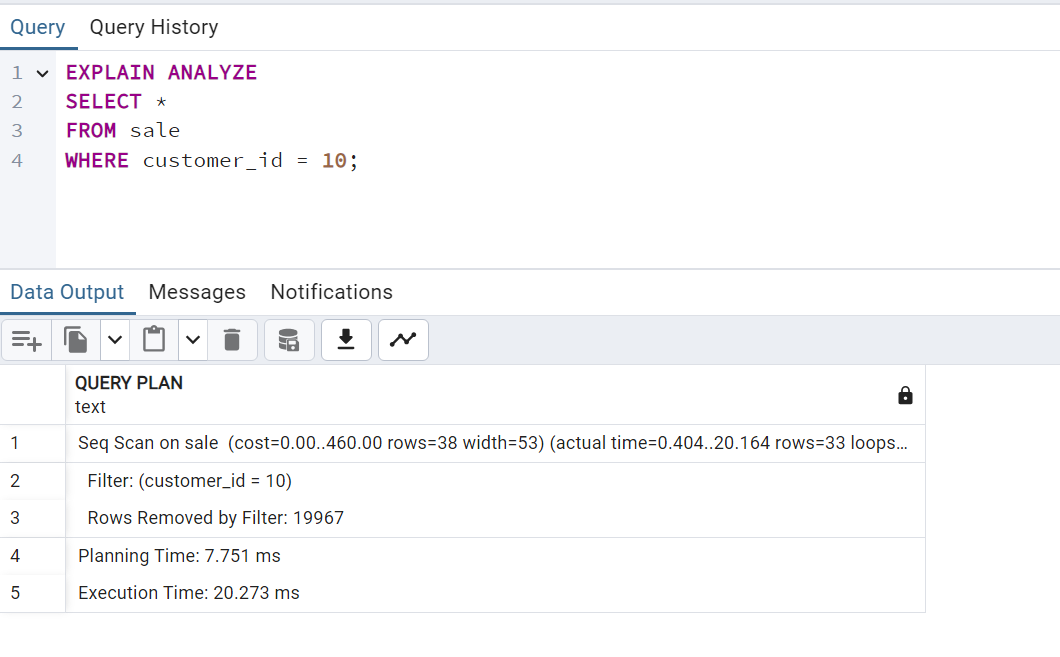 Query Query History
1 EXPLAIN ANALYZE
2 SELECT *
3 FROM sale
4 WHERE customer_id = 10;
Data Output Messages Notifications
QUERY PLAN
text
1 Seq Scan on sale (cost=0.00..460.00 rows=38 width=53) (actual time=0.404..20.164 rows=33 loops...
2 Filter: (customer_id = 10)
3 Rows Removed by Filter: 19967
4 Planning Time: 7.751 ms
5 Execution Time: 20.273 ms